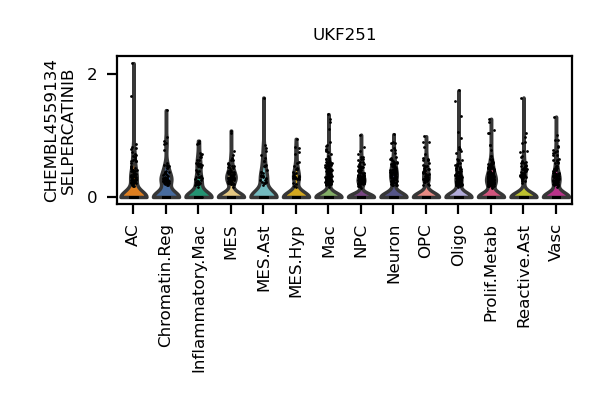 UKF251
CHEMBL4559134
SELPERCATINIB
2
0
AC
Chromatin.Reg
Inflammatory.Mac
MES
MES.Ast
MES.Hyp
Mac
NPC
Neuron
OPC
Oligo
Prolif.Metab
Reactive.Ast
Vasc